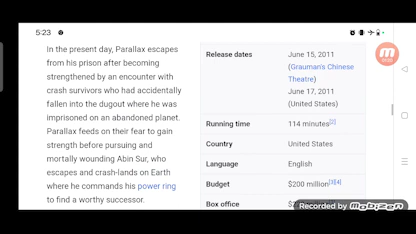 5:23
In the present day, Parallax escapes
from his prison after becoming
strengthened by an encounter with
crash survivors who had accidentally
fallen into the dugout where he was
imprisoned on an abandoned planet.
Parallax feeds on their fear to gain
strength before pursuing and
mortally wounding Abin Sur, who
escapes and crash-lands on Earth
where he commands his power ring
to find a worthy successor.
Release dates
June 15, 2011
(Grauman's Chinese
Theatre)
June 17, 2011
(United States)
Running time
114 minutes[2]
Country
United States
Language
English
Budget
$200 million[3][4]
Box office
Recorded by MOBIZEN